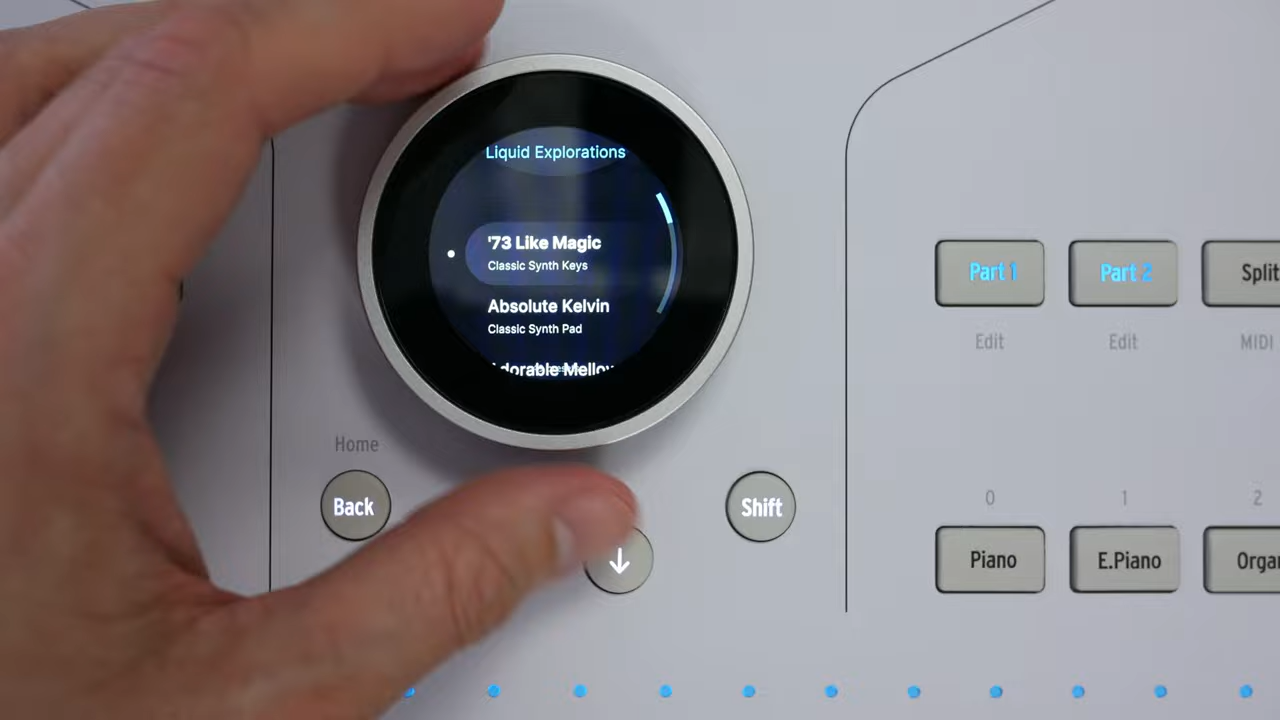 Liquid Explorations
'73 Like Magic
Classic Synth Keys
Absolute Kelvin
Classic Synth Pad
Home
Back
Shift
Part 1
Part 2
Split
Edit
Edit
MIDI
0
1
2
Piano
E.Piano